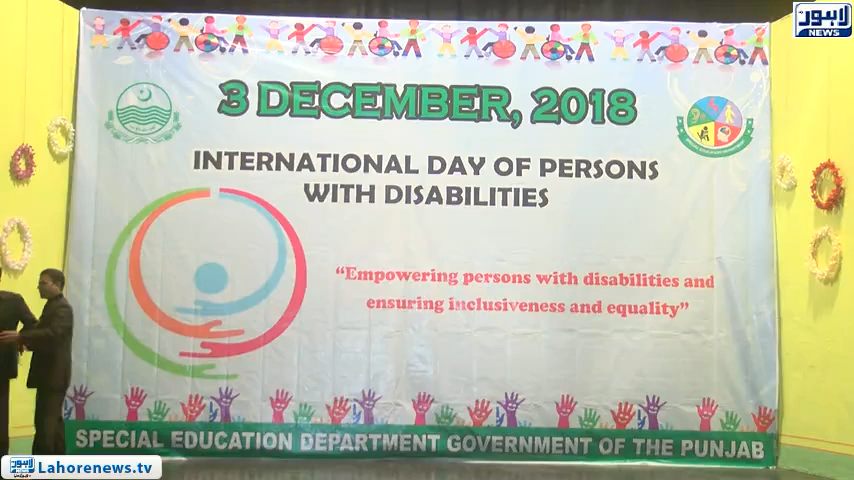 لاہور
NEWS
3 DECEMBER, 2018
INTERNATIONAL DAY OF PERSONS
WITH DISABILITIES
“Empowering persons with disabilities and
ensuring inclusiveness and equality”
SPECIAL EDUCATION DEPARTMENT GOVERNMENT OF THE PUNJAB
Lahorenews.tv